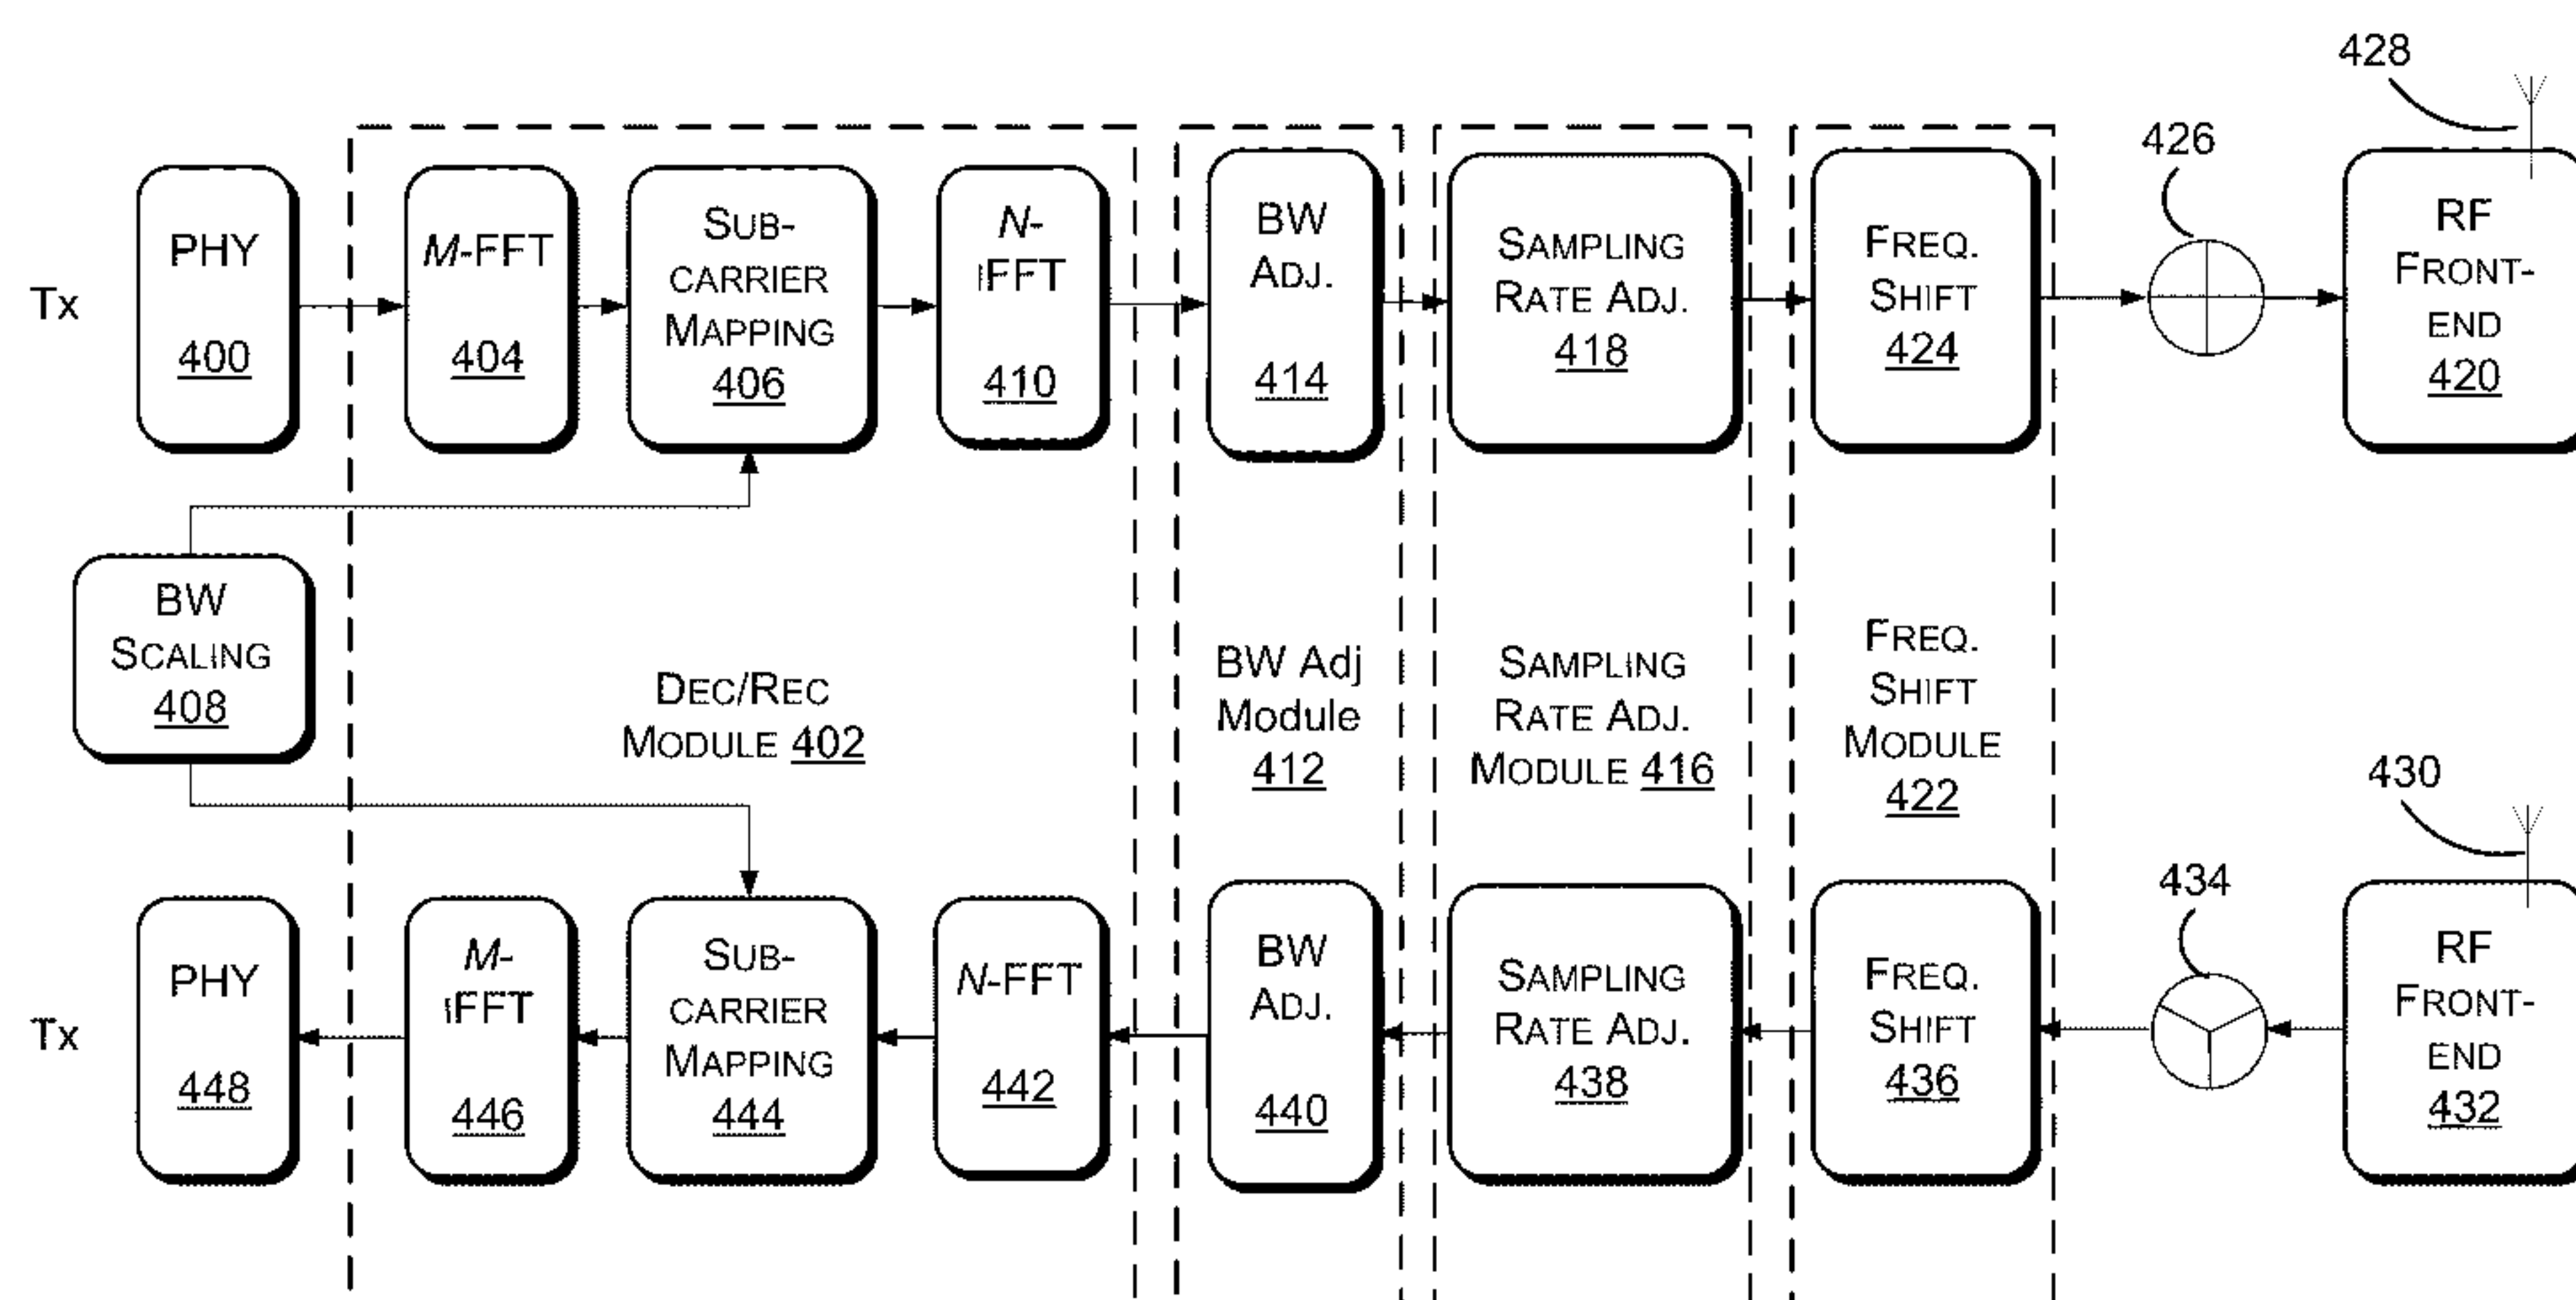 428
426
Tx
PHY
400
M-FFT
404
SUB-
CARRIER
MAPPING
406
N-
IFFT
410
BW
ADJ.
414
SAMPLING
RATE ADJ.
418
FREQ.
SHIFT
424
RF
FRONT-
END
420
BW
SCALING
408
DEC/REC
MODULE 402
BW Adj
Module
412
SAMPLING
RATE ADJ.
MODULE 416
FREQ.
SHIFT
MODULE
422
430
434
Tx
PHY
448
M-
IFFT
446
SUB-
CARRIER
MAPPING
444
N-FFT
442
BW
ADJ.
440
SAMPLING
RATE ADJ.
438
FREQ.
SHIFT
436
RF
FRONT-
END
432